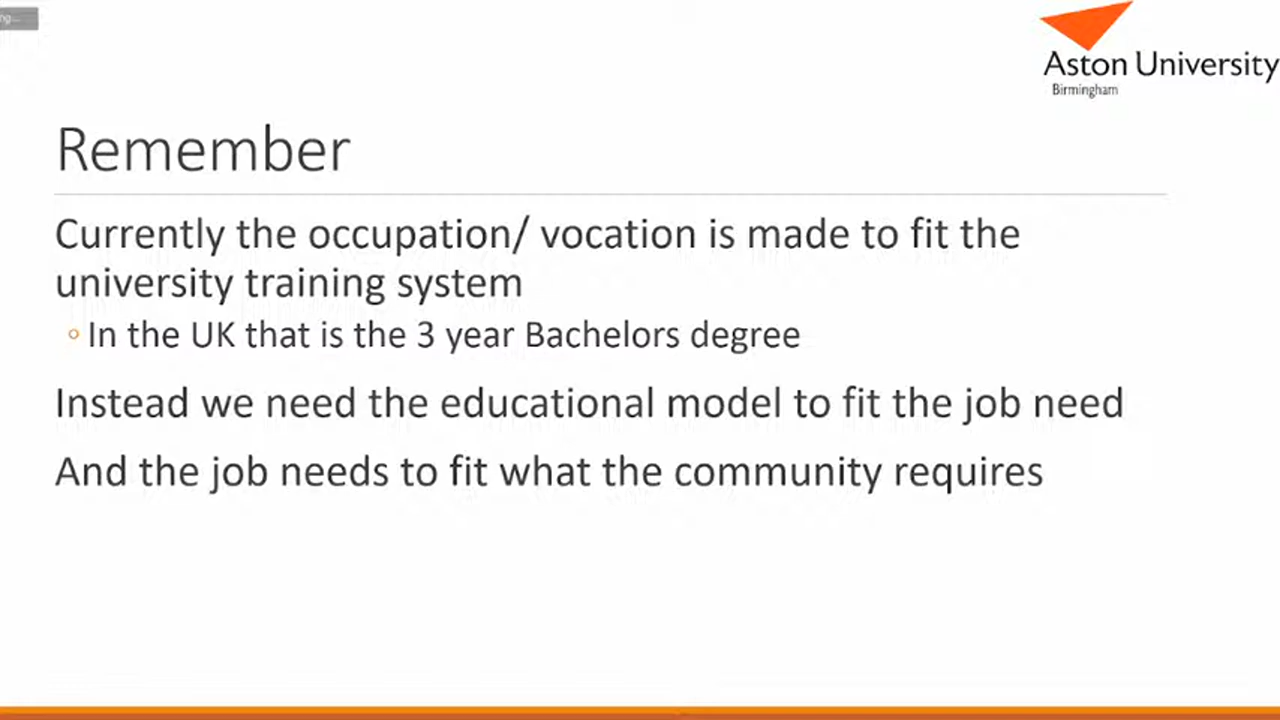 Aston University
Birmingham
Remember
Currently the occupation/ vocation is made to fit the
university training system
In the UK that is the 3 year Bachelors degree
Instead we need the educational model to fit the job need
And the job needs to fit what the community requires